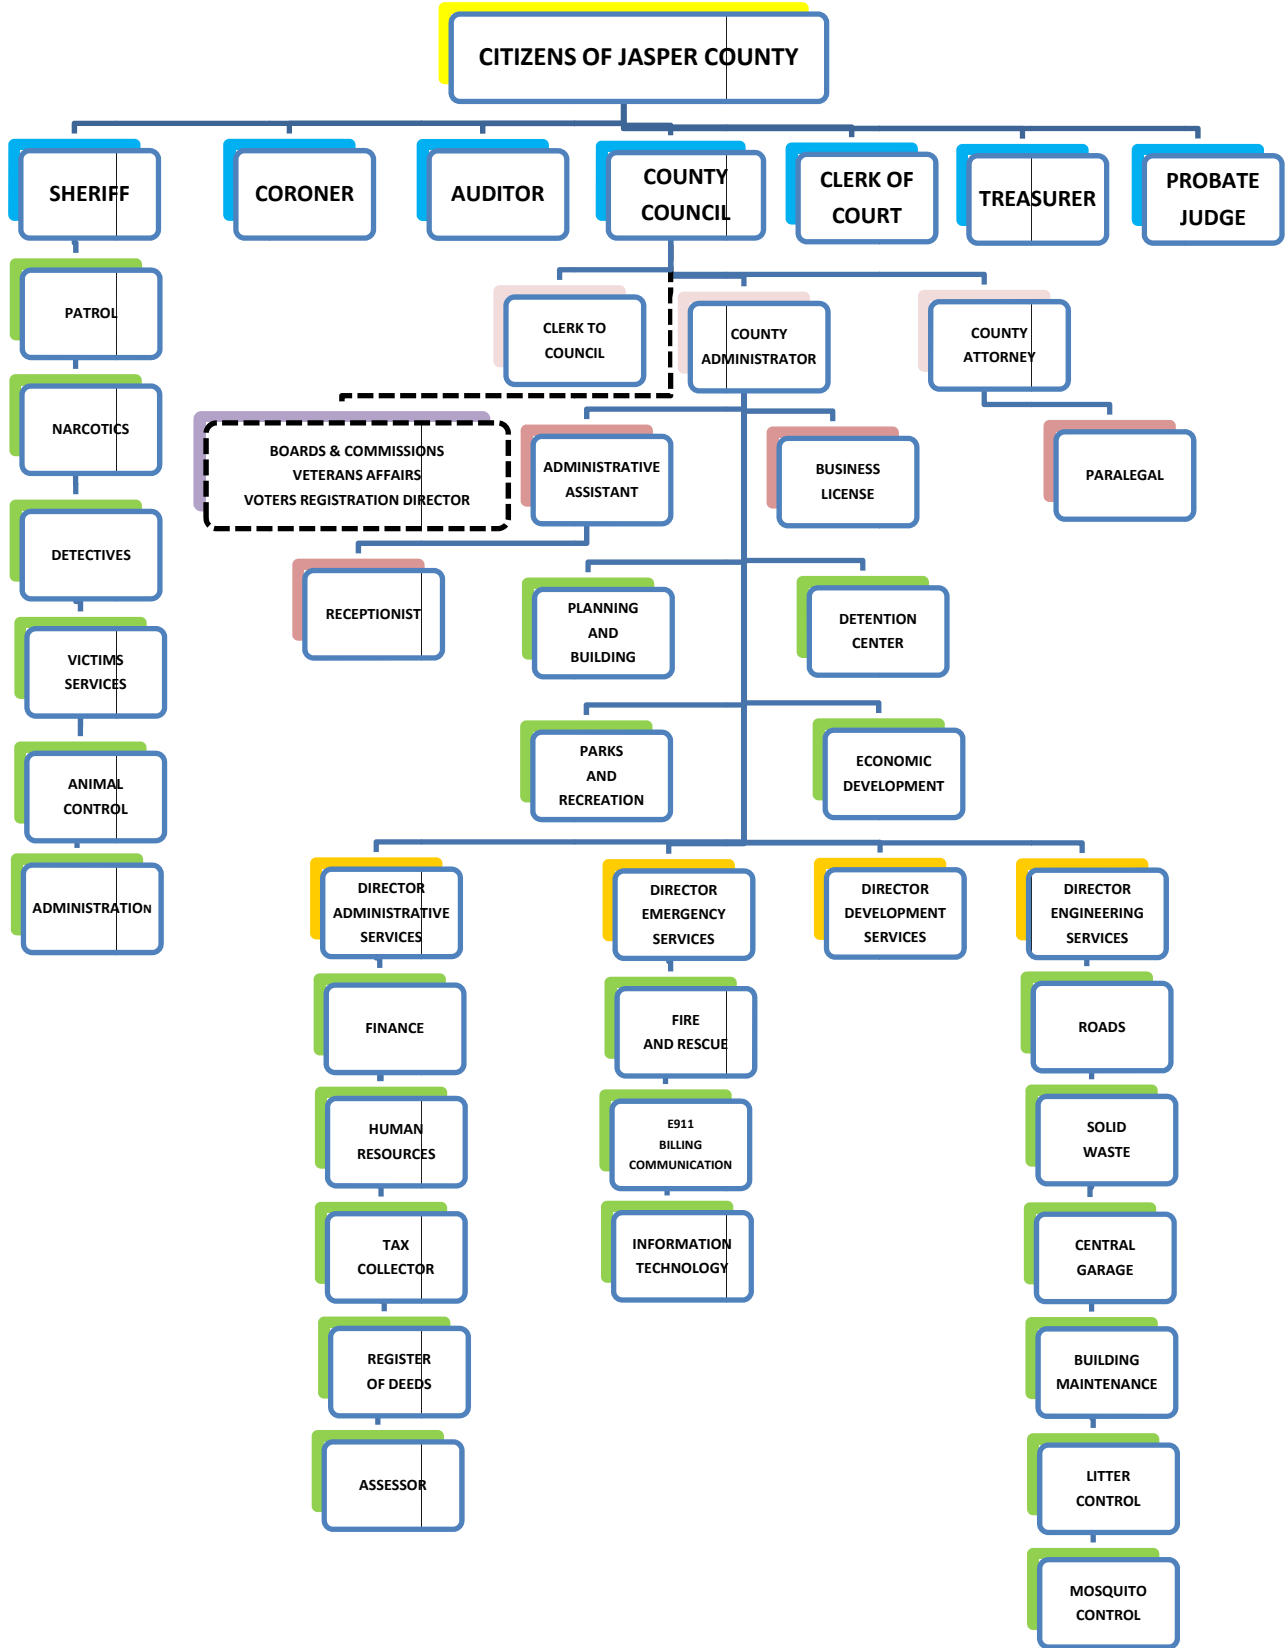 CITIZENS OF JASPER COUNTY
SHERIFF
CORONER
AUDITOR
COUNTY
COUNCIL
CLERK OF
COURT
TREASURER
PROBATE
JUDGE
PATROL
NARCOTICS
DETECTIVES
VICTIMS
SERVICES
ANIMAL
CONTROL
ADMINISTRATION
CLERK TO
COUNCIL
COUNTY
ADMINISTRATOR
COUNTY
ATTORNEY
BOARDS & COMMISSIONS
VETERANS AFFAIRS
VOTERS REGISTRATION DIRECTOR
ADMINISTRATIVE
ASSISTANT
BUSINESS
LICENSE
PARALEGAL
RECEPTIONIST
PLANNING
AND
BUILDING
DETENTION
CENTER
PARKS
AND
RECREATION
ECONOMIC
DEVELOPMENT
DIRECTOR
ADMINISTRATIVE
SERVICES
FINANCE
HUMAN
RESOURCES
TAX
COLLECTOR
REGISTER
OF DEEDS
ASSESSOR
DIRECTOR
EMERGENCY
SERVICES
FIRE
AND RESCUE
E911
BILLING
COMMUNICATION
INFORMATION
TECHNOLOGY
DIRECTOR
DEVELOPMENT
SERVICES
DIRECTOR
ENGINEERING
SERVICES
ROADS
SOLID
WASTE
CENTRAL
GARAGE
BUILDING
MAINTENANCE
LITTER
CONTROL
MOSQUITO
CONTROL